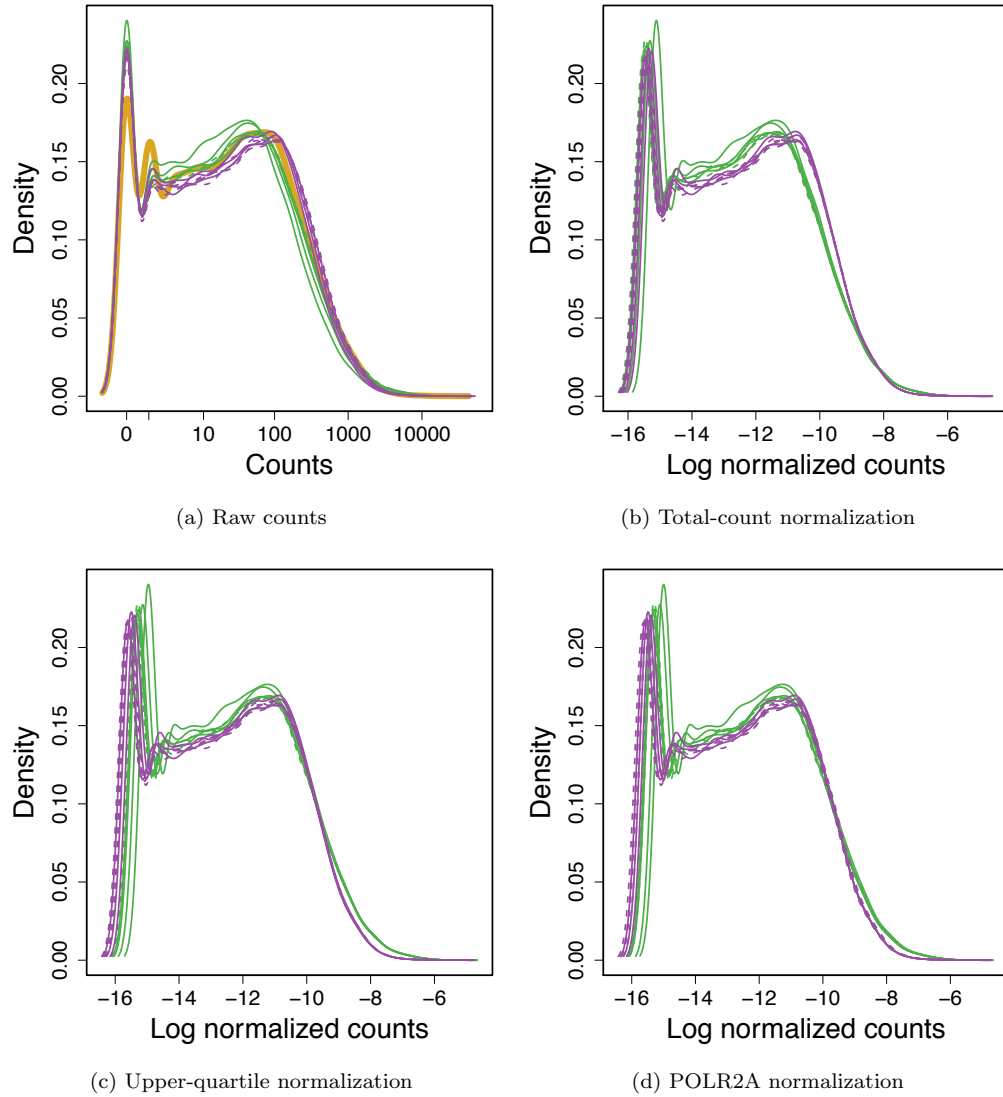 Density
0.00 0.05 0.10 0.15 0.20
0 10 100 1000 10000
Counts
(a) Raw counts
Density
0.00 0.05 0.10 0.15 0.20
−16 −14 −12 −10 −8 −6
Log normalized counts
(b) Total-count normalization
Density
0.00 0.05 0.10 0.15 0.20
−16 −14 −12 −10 −8 −6
Log normalized counts
(c) Upper-quartile normalization
Density
0.00 0.05 0.10 0.15 0.20
−16 −14 −12 −10 −8 −6
Log normalized counts
(d) POLR2A normalization